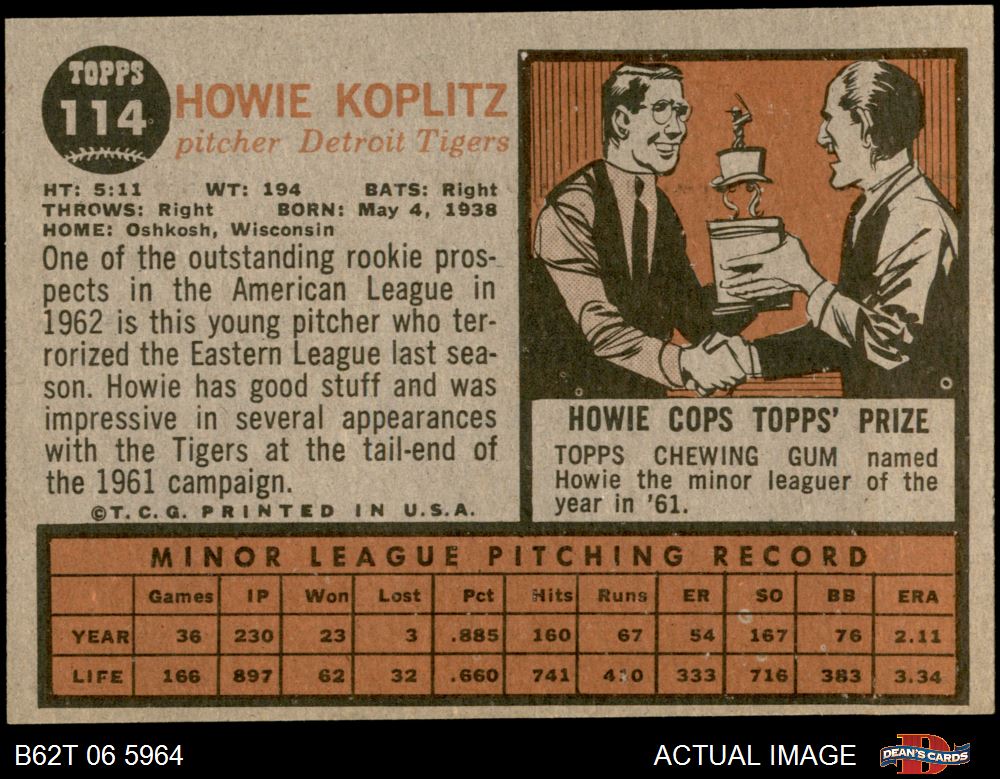 TOPPS
114
HOWIE KOPLITZ
pitcher Detroit Tigers
HT: 5:11 WT: 194 BATS: Right
THROWS: Right BORN: May 4, 1938
HOME: Oshkosh, Wisconsin
One of the outstanding rookie pros-
pects in the American League in
1962 is this young pitcher who ter-
rorized the Eastern League last sea-
son. Howie has good stuff and was
impressive in several appearances
with the Tigers at the tail-end of
the 1961 campaign.
©T.C.G. PRINTED IN U.S.A.
HOWIE COPS TOPPS' PRIZE
TOPPS CHEWING GUM named
Howie the minor leaguer of the
year in '61.
MINOR LEAGUE PITCHING RECORD
Games IP Won Lost Pct Hits Runs ER SO BB ERA
YEAR 36 230 23 3 .885 160 67 54 167 76 2.11
LIFE 166 897 62 32 .660 741 410 333 716 383 3.34
B62T 06 5964 ACTUAL IMAGE
DEAN'S CARDS